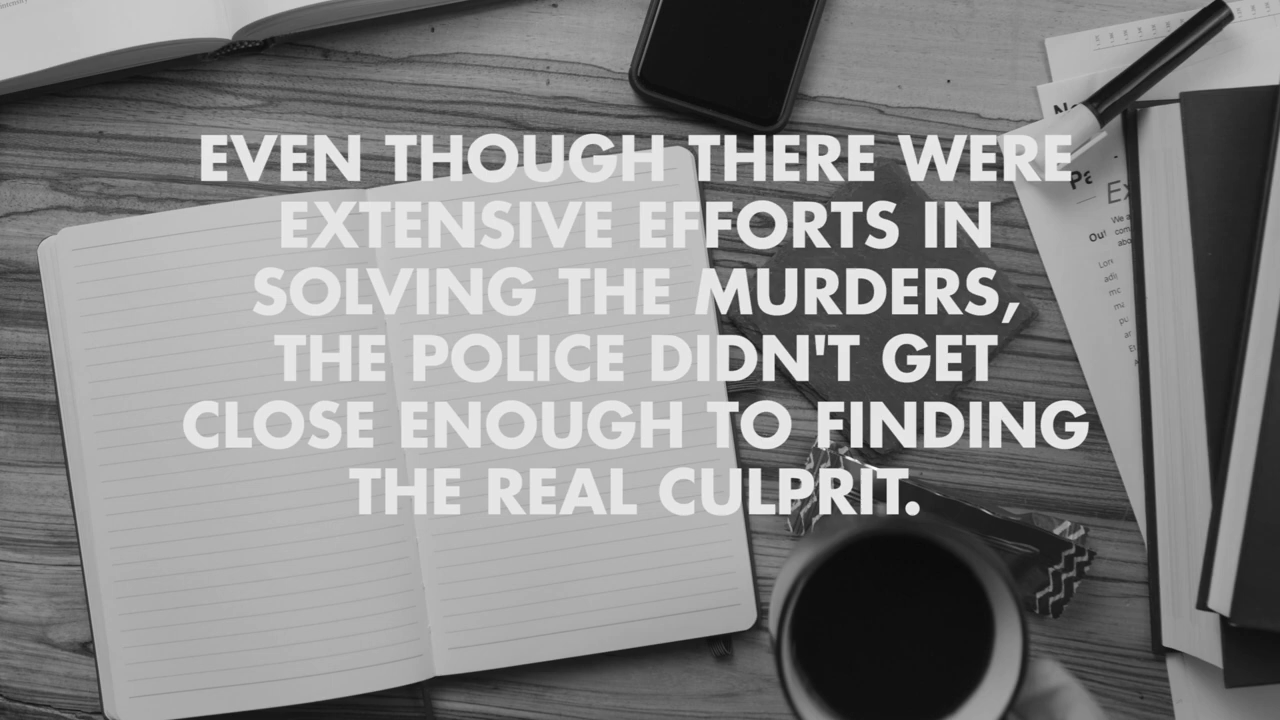 EVEN THOUGH THERE WERE
EXTENSIVE EFFORTS IN
SOLVING THE MURDERS,
THE POLICE DIDN'T GET
CLOSE ENOUGH TO FINDING
THE REAL CULPRIT.